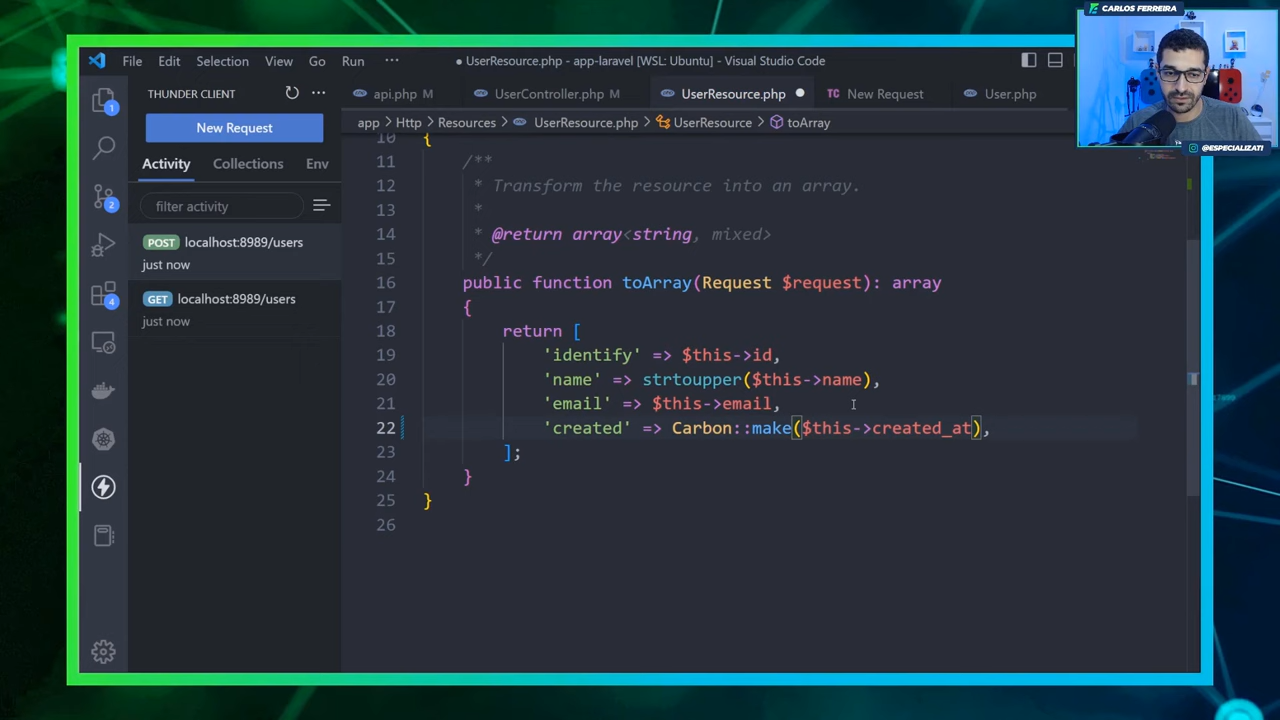 CARLOS FERREIRA
@ESPECIALIZATI
File Edit Selection View Go Run ···
● UserResource.php - app-laravel [WSL: Ubuntu] - Visual Studio Code
THUNDER CLIENT
New Request
Activity Collections Env
filter activity
POST localhost:8989/users
just now
GET localhost:8989/users
just now
1
2
4
api.php M UserController.php M UserResource.php ● TC New Request User.php
app > Http > Resources > UserResource.php > UserResource > toArray
10 {
11 /**
12 * Transform the resource into an array.
13 *
14 * @return array<string, mixed>
15 */
16 public function toArray(Request $request): array
17 {
18 return [
19 'identify' => $this->id,
20 'name' => strtoupper($this->name),
21 'email' => $this->email,
22 'created' => Carbon::make($this->created_at),
23 ];
24 }
25 }
26